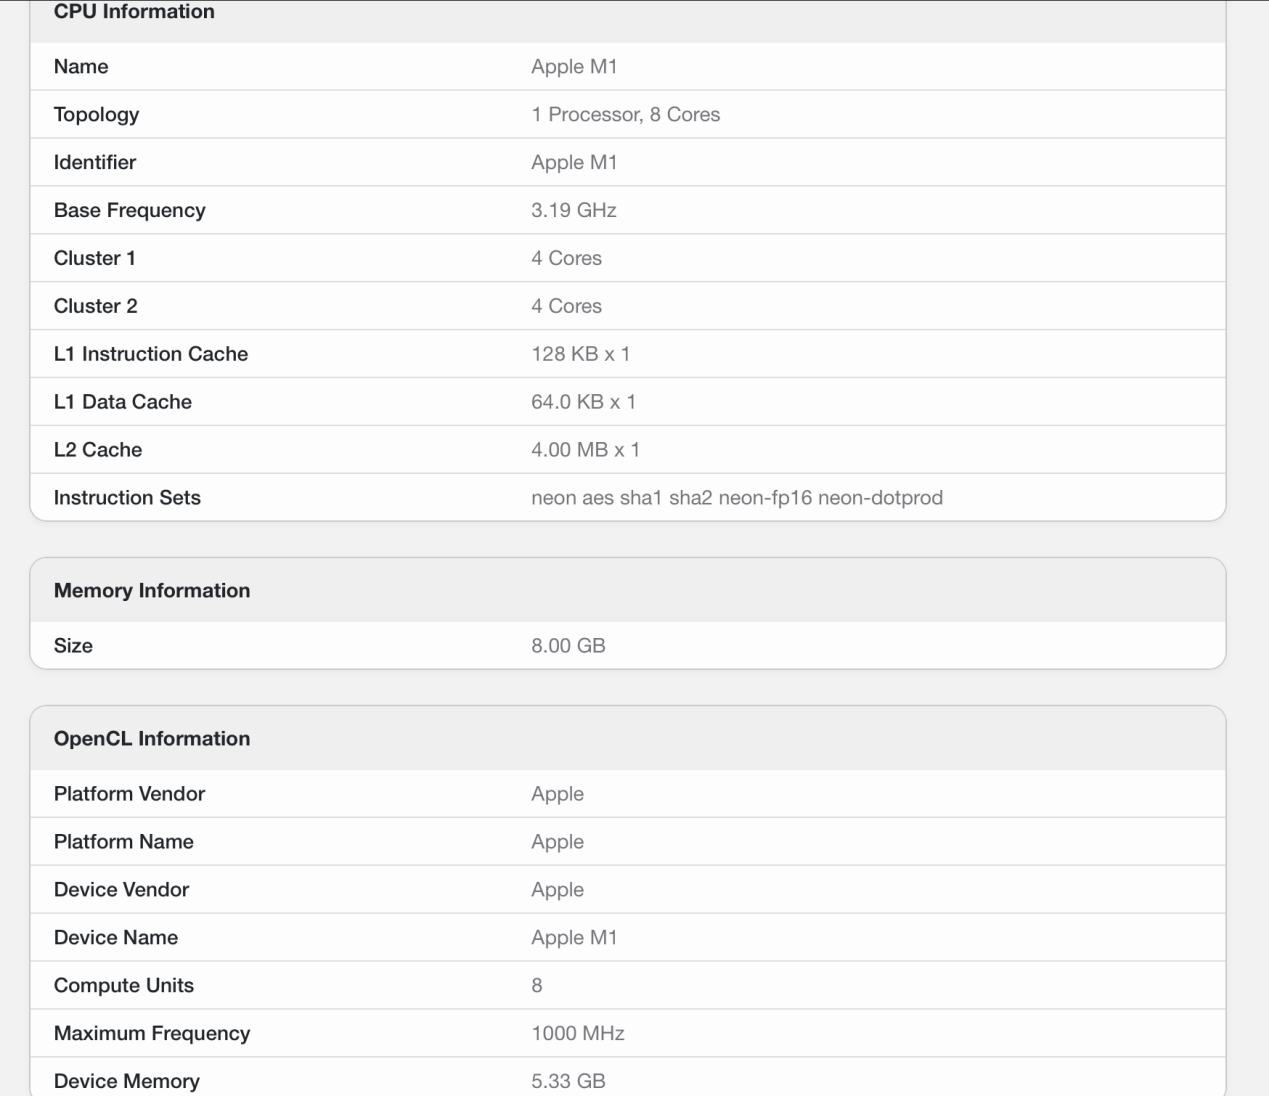 CPU Information
Name Apple M1
Topology 1 Processor, 8 Cores
Identifier Apple M1
Base Frequency 3.19 GHz
Cluster 1 4 Cores
Cluster 2 4 Cores
L1 Instruction Cache 128 KB x 1
L1 Data Cache 64.0 KB x 1
L2 Cache 4.00 MB x 1
Instruction Sets neon aes sha1 sha2 neon-fp16 neon-dotprod
Memory Information
Size 8.00 GB
OpenCL Information
Platform Vendor Apple
Platform Name Apple
Device Vendor Apple
Device Name Apple M1
Compute Units 8
Maximum Frequency 1000 MHz
Device Memory 5.33 GB